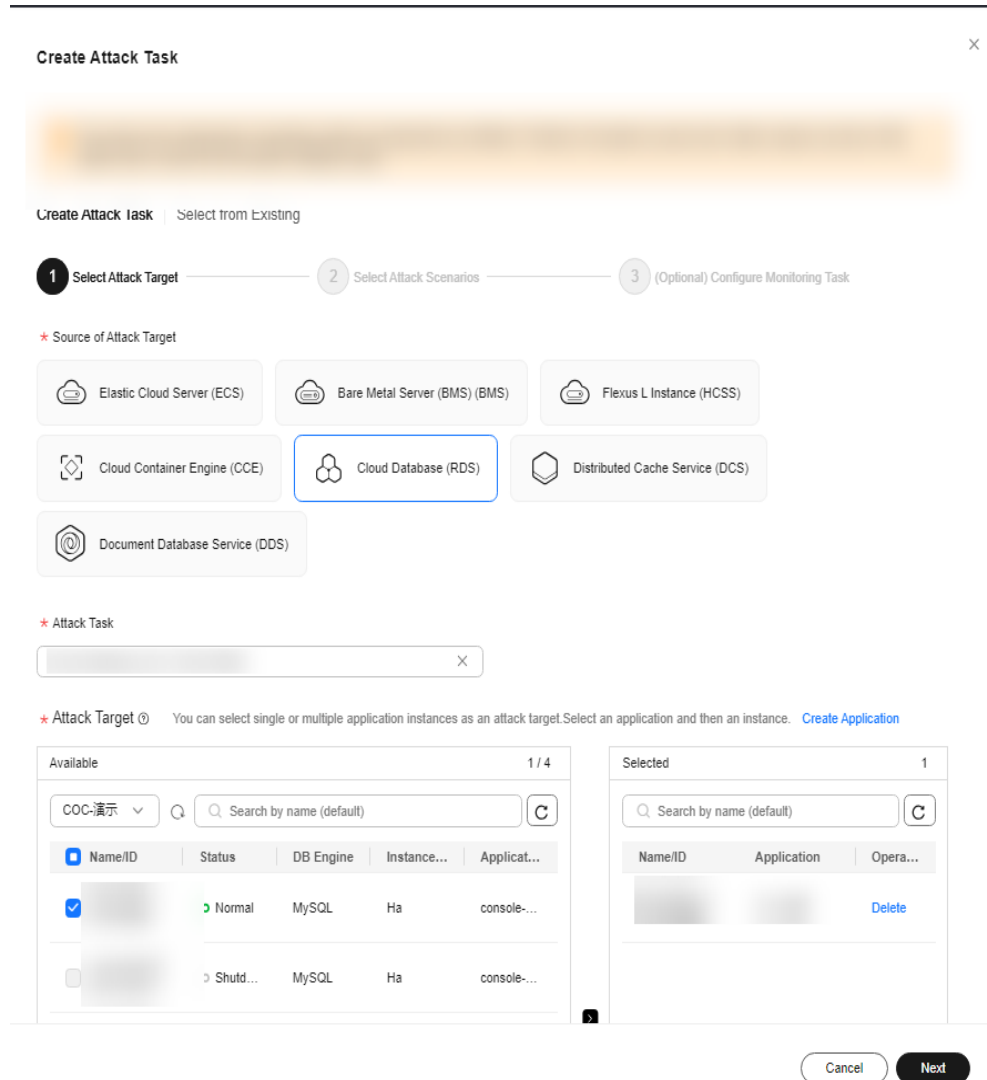 Create Attack Task
Create Attack Task Select from Existing
1 Select Attack Target 2 Select Attack Scenarios 3 (Optional) Configure Monitoring Task
* Source of Attack Target
Elastic Cloud Server (ECS) Bare Metal Server (BMS) (BMS) Flexus L Instance (HCSS)
Cloud Container Engine (CCE) Cloud Database (RDS) Distributed Cache Service (DCS)
Document Database Service (DDS)
* Attack Task
* Attack Target You can select single or multiple application instances as an attack target.Select an application and then an instance. Create Application
Available 1 / 4 Selected 1
COC-演示 Search by name (default) Search by name (default)
Name/ID Status DB Engine Instance... Applicat... Name/ID Application Opera...
Normal MySQL Ha console-... Delete
Shutd... MySQL Ha console-...
Cancel Next